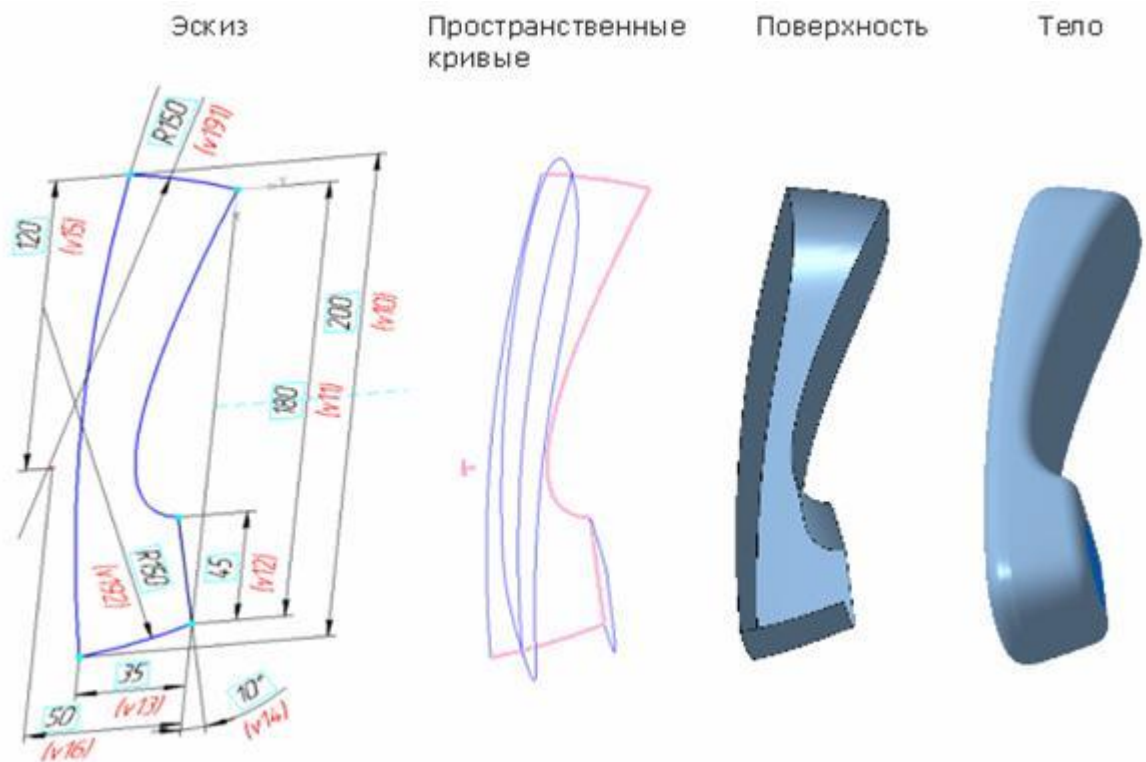 Эскиз
Пространственные
кривые
Поверхность
Тело
R150
(v191)
120
(v15)
200
(v10)
180
(v11)
45
(v12)
R150
(v192)
35
(v13)
50
(v16)
10°
(v14)